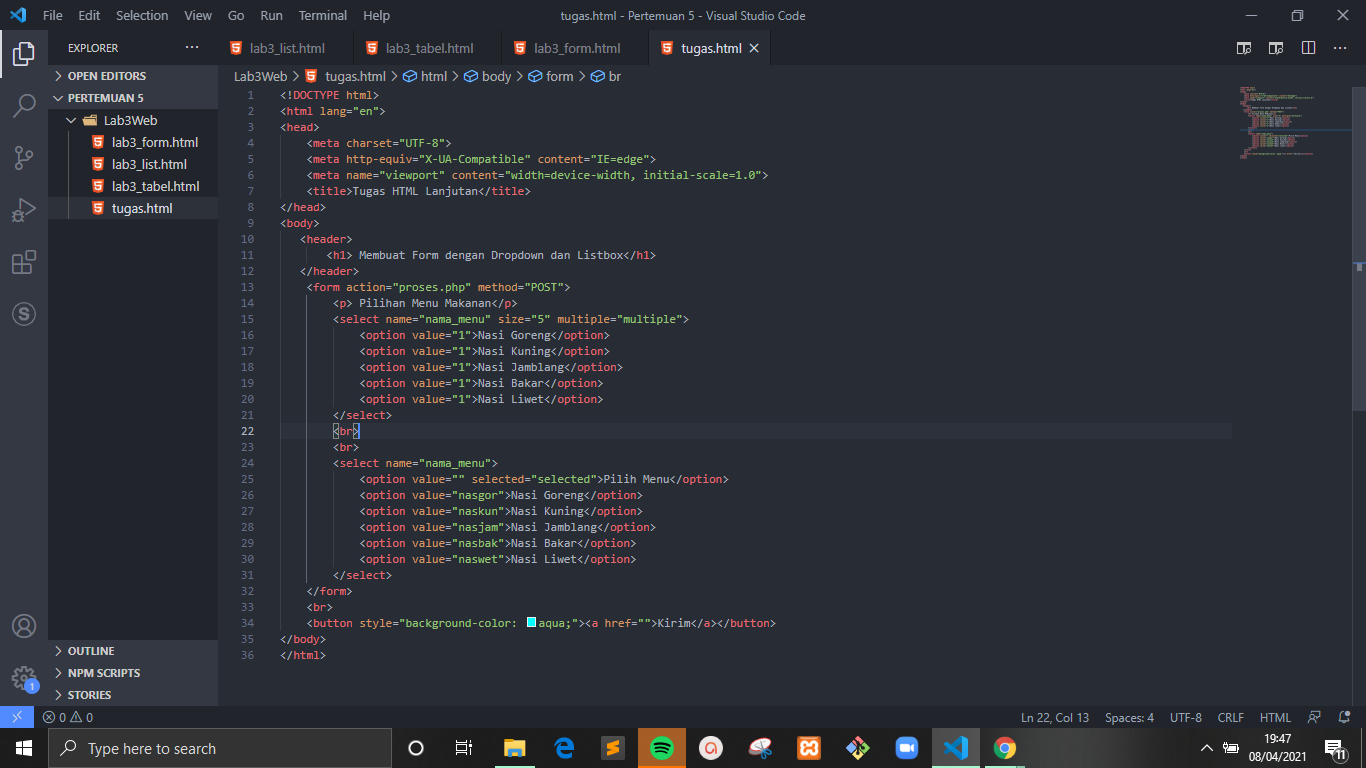 File Edit Selection View Go Run Terminal Help tugas.html - Pertemuan 5 - Visual Studio Code
EXPLORER
lab3_list.html lab3_tabel.html lab3_form.html tugas.html
OPEN EDITORS
PERTEMUAN 5
Lab3Web
lab3_form.html
lab3_list.html
lab3_tabel.html
tugas.html
Lab3Web > tugas.html > html > body > form > br
1 <!DOCTYPE html>
2 <html lang="en">
3 <head>
4 <meta charset="UTF-8">
5 <meta http-equiv="X-UA-Compatible" content="IE=edge">
6 <meta name="viewport" content="width=device-width, initial-scale=1.0">
7 <title>Tugas HTML Lanjutan</title>
8 </head>
9 <body>
10 <header>
11 <h1> Membuat Form dengan Dropdown dan Listbox</h1>
12 </header>
13 <form action="proses.php" method="POST">
14 <p> Pilihan Menu Makanan</p>
15 <select name="nama_menu" size="5" multiple="multiple">
16 <option value="1">Nasi Goreng</option>
17 <option value="1">Nasi Kuning</option>
18 <option value="1">Nasi Jamblang</option>
19 <option value="1">Nasi Bakar</option>
20 <option value="1">Nasi Liwet</option>
21 </select>
22 <br>
23 <br>
24 <select name="nama_menu">
25 <option value="" selected="selected">Pilih Menu</option>
26 <option value="nasgor">Nasi Goreng</option>
27 <option value="naskun">Nasi Kuning</option>
28 <option value="nasjam">Nasi Jamblang</option>
29 <option value="nasbak">Nasi Bakar</option>
30 <option value="naswet">Nasi Liwet</option>
31 </select>
32 </form>
33 <br>
34 <button style="background-color: aqua;"><a href="">Kirim</a></button>
35 </body>
36 </html>
OUTLINE
NPM SCRIPTS
STORIES
1
0 0 Ln 22, Col 13 Spaces: 4 UTF-8 CRLF HTML
Type here to search
19:47
08/04/2021
11